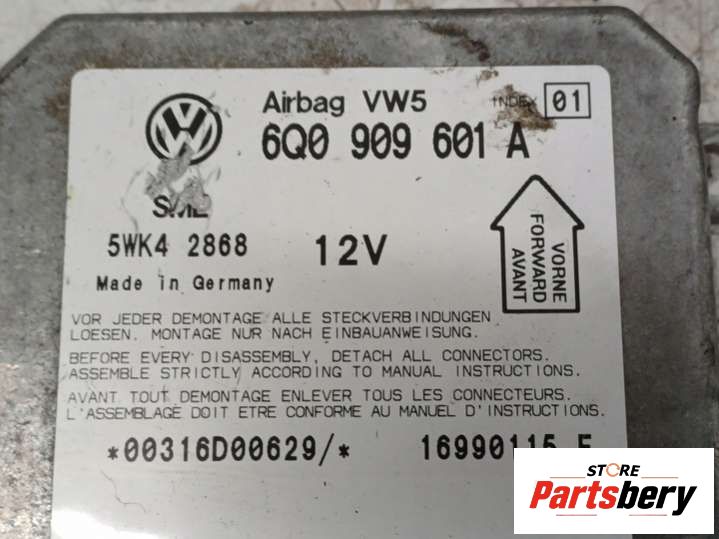 Airbag VW5 INDEX 01
6Q0 909 601 A
5WK4 2868 12V
Made in Germany
VORNE
FORWARD
AVANT
VOR JEDER DEMONTAGE ALLE STECKVERBINDUNGEN
LOESEN. MONTAGE NUR NACH EINBAUANWEISUNG.
BEFORE EVERY DISASSEMBLY, DETACH ALL CONNECTORS.
ASSEMBLE STRICTLY ACCORDING TO MANUAL INSTRUCTIONS.
AVANT TOUT DEMONTAGE ENLEVER TOUS LES CONNECTEURS.
L'ASSEMBLAGE DOIT ETRE CONFORME AU MANUEL D'INSTRUCTIONS.
*00316D00629/* 16990115
STORE
Partsbery